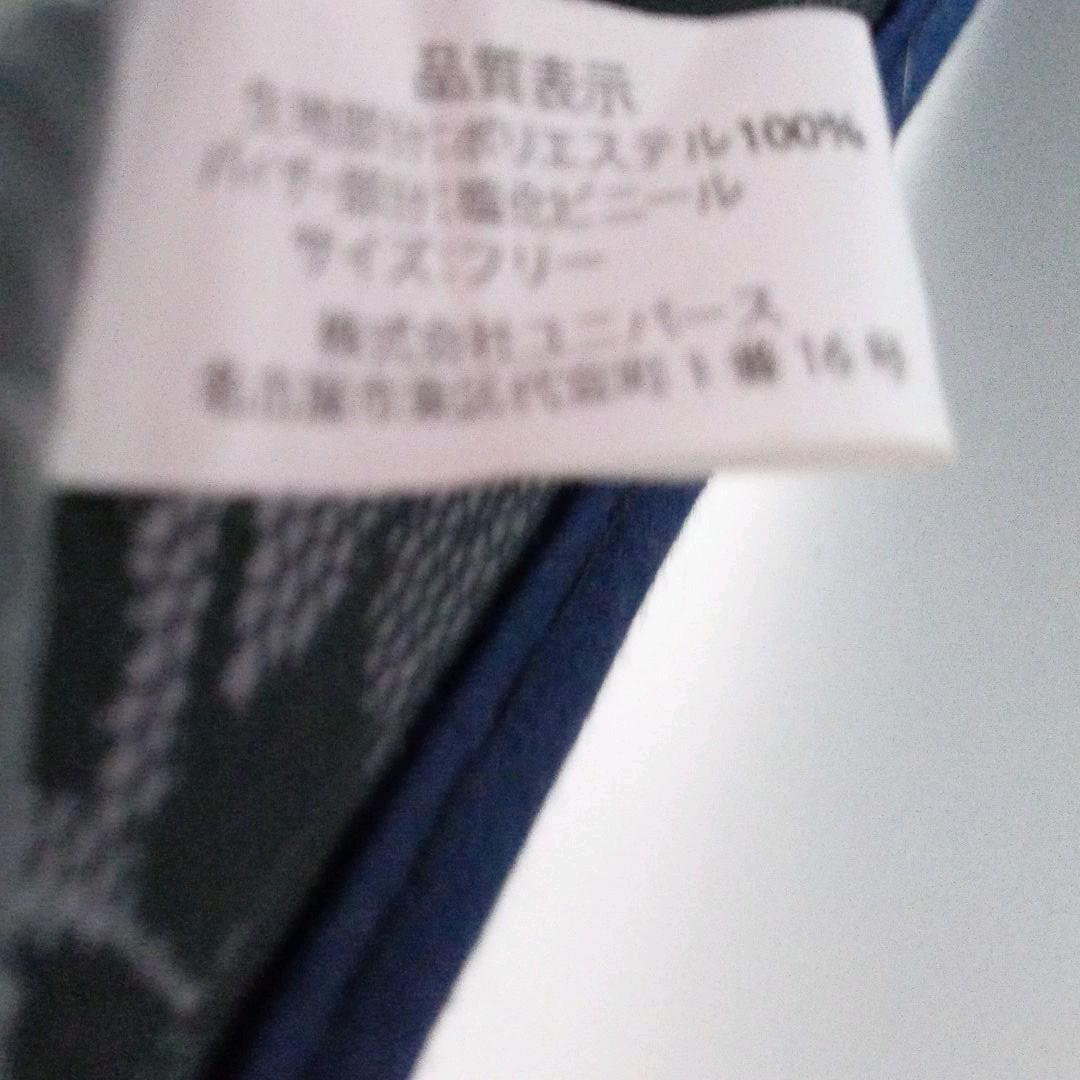 品質表示
生地部分:ポリエステル100%
バイザー部分:塩化ビニール
サイズ:フリー
株式会社ユニバース
名古屋市東区代官町 16号